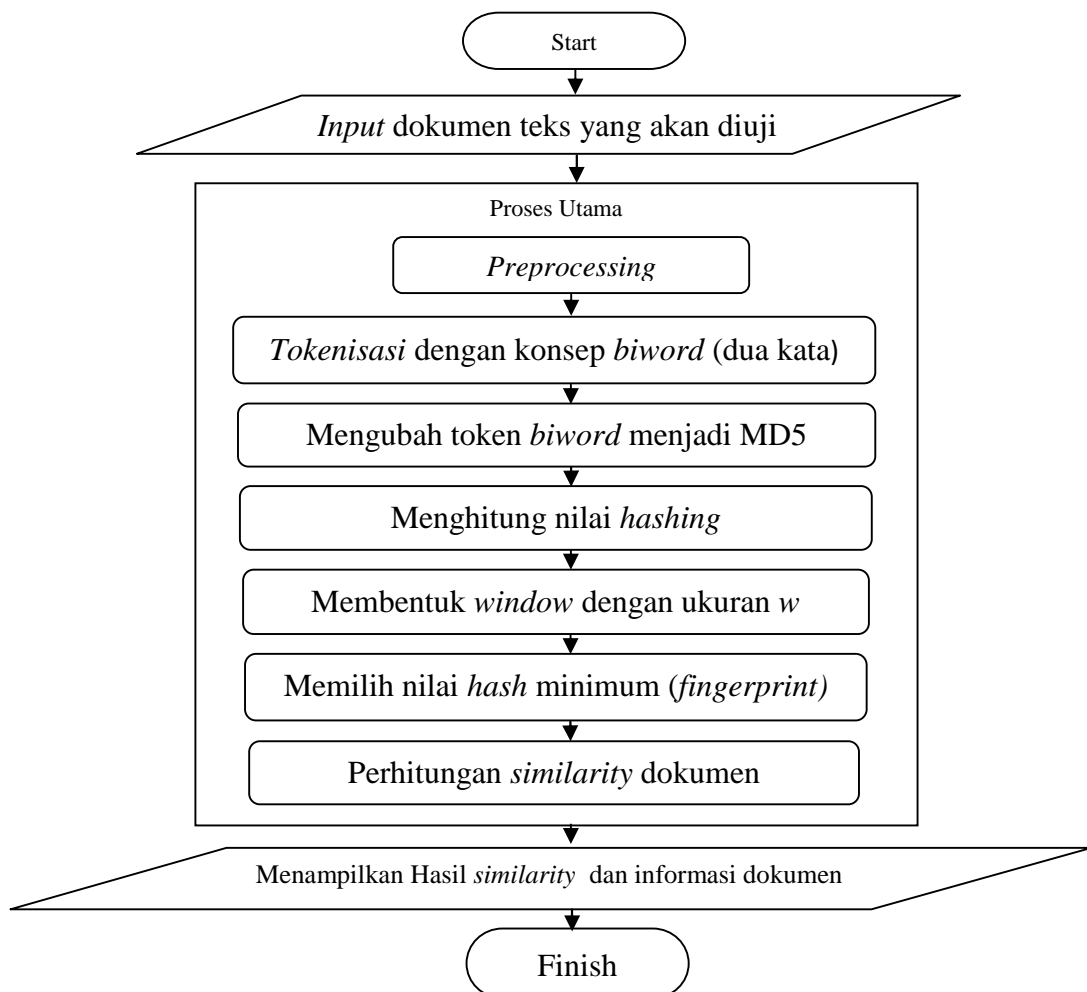 Start
Input dokumen teks yang akan diuji
Proses Utama
Preprocessing
Tokenisasi dengan konsep biword (dua kata)
Mengubah token biword menjadi MD5
Menghitung nilai hashing
Membentuk window dengan ukuran w
Memilih nilai hash minimum (fingerprint)
Perhitungan similarity dokumen
Menampilkan Hasil similarity dan informasi dokumen
Finish